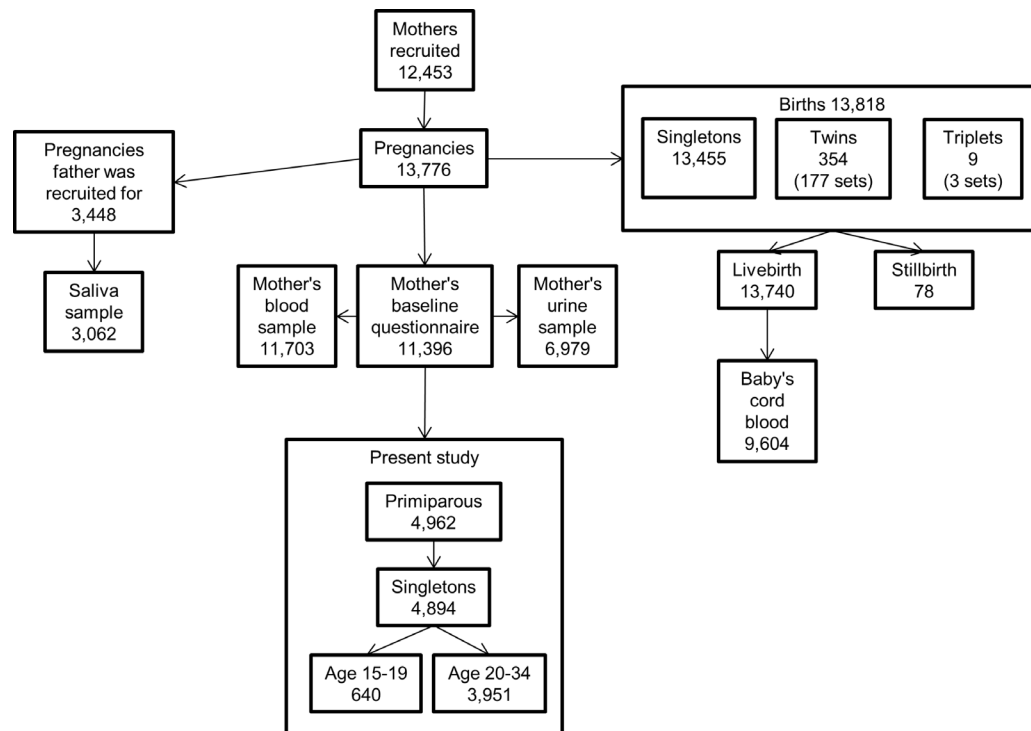 Mothers
recruited
12,453
Births 13,818
Singletons
13,455
Twins
354
(177 sets)
Triplets
9
(3 sets)
Pregnancies
13,776
Pregnancies
father was
recruited for
3,448
Livebirth
13,740
Stillbirth
78
Saliva
sample
3,062
Mother's
blood
sample
11,703
Mother's
baseline
questionnaire
11,396
Mother's
urine
sample
6,979
Baby's
cord
blood
9,604
Present study
Primiparous
4,962
Singletons
4,894
Age 15-19
640
Age 20-34
3,951